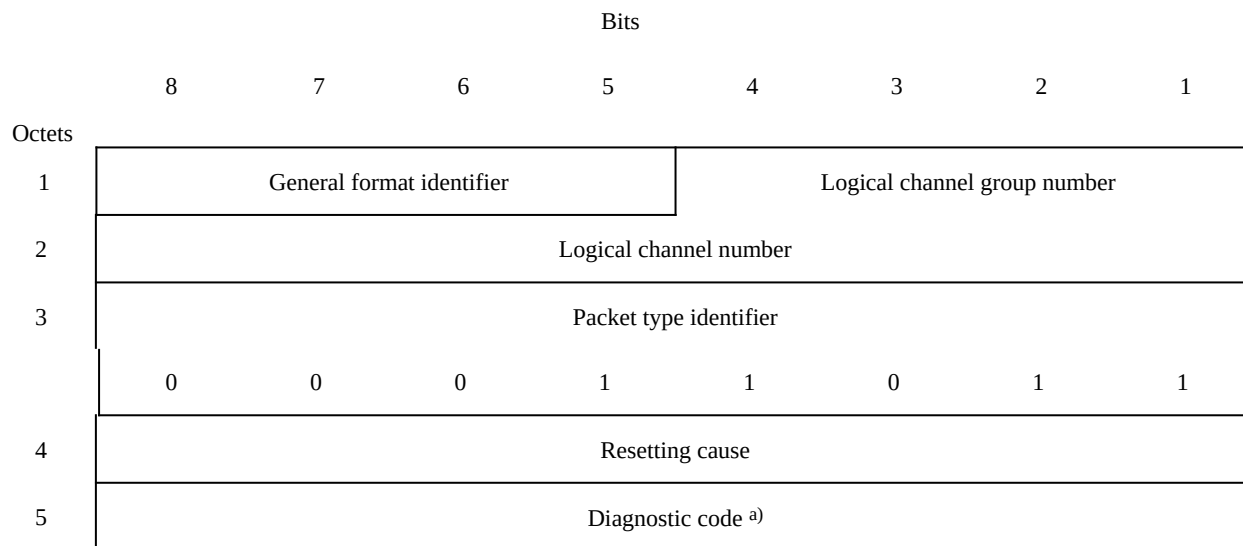 Bits
8 7 6 5 4 3 2 1
Octets
1 General format identifier Logical channel group number
2 Logical channel number
3 Packet type identifier
0 0 0 1 1 0 1 1
4 Resetting cause
5 Diagnostic code a)